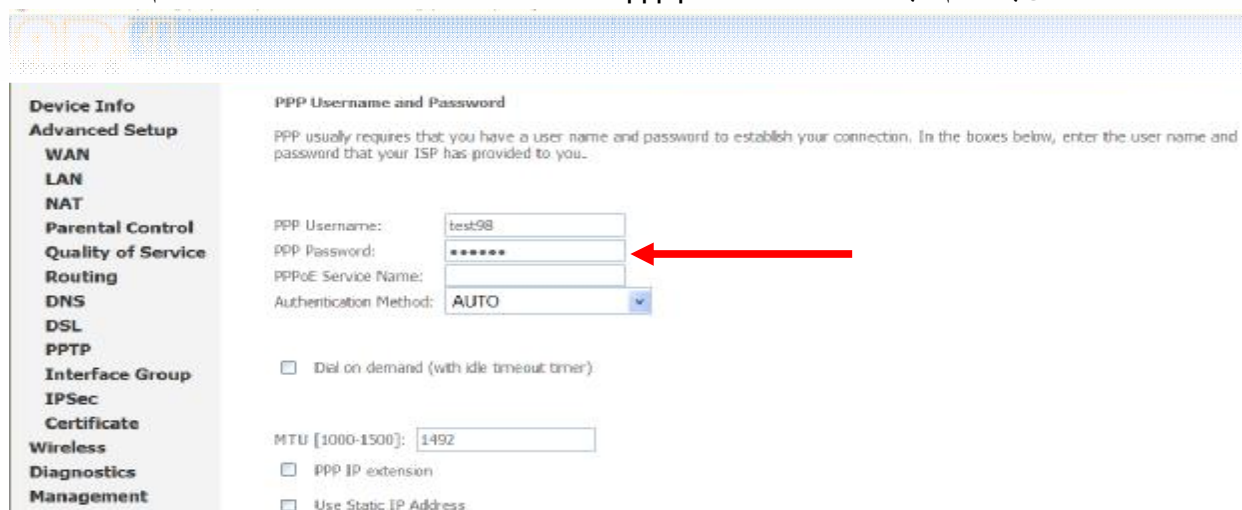 Device Info
Advanced Setup
WAN
LAN
NAT
Parental Control
Quality of Service
Routing
DNS
DSL
PPTP
Interface Group
IPSec
Certificate
Wireless
Diagnostics
Management
PPP Username and Password
PPP usually requires that you have a user name and password to establish your connection. In the boxes below, enter the user name and
password that your ISP has provided to you.
PPP Username: test98
PPP Password: ••••••
PPPoE Service Name:
Authentication Method: AUTO
Dial on demand (with idle timeout timer)
MTU [1000-1500]: 1492
PPP IP extension
Use Static IP Address